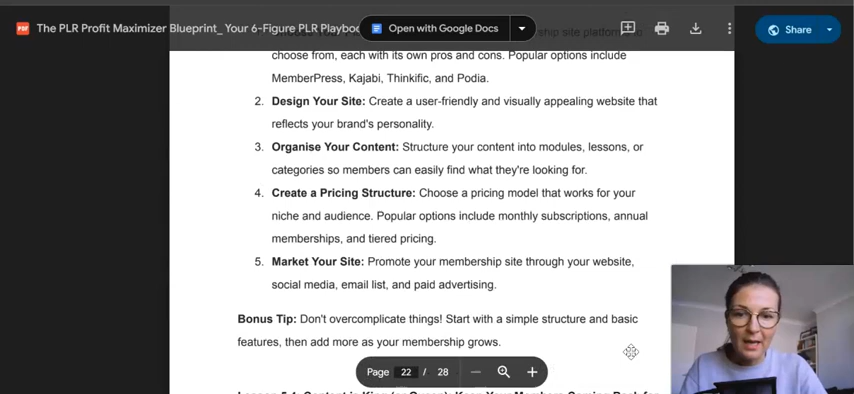 The PLR Profit Maximizer Blueprint_ Your 6-Figure PLR Playboo
Open with Google Docs
Share
choose from, each with its own pros and cons. Popular options include
MemberPress, Kajabi, Thinkific, and Podia.
2. Design Your Site: Create a user-friendly and visually appealing website that
reflects your brand's personality.
3. Organise Your Content: Structure your content into modules, lessons, or
categories so members can easily find what they're looking for.
4. Create a Pricing Structure: Choose a pricing model that works for your
niche and audience. Popular options include monthly subscriptions, annual
memberships, and tiered pricing.
5. Market Your Site: Promote your membership site through your website,
social media, email list, and paid advertising.
Bonus Tip: Don't overcomplicate things! Start with a simple structure and basic
features, then add more as your membership grows.
Page 22 / 28